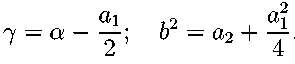 γ = α − a₁/2; b² = a₂ + a₁²/4.